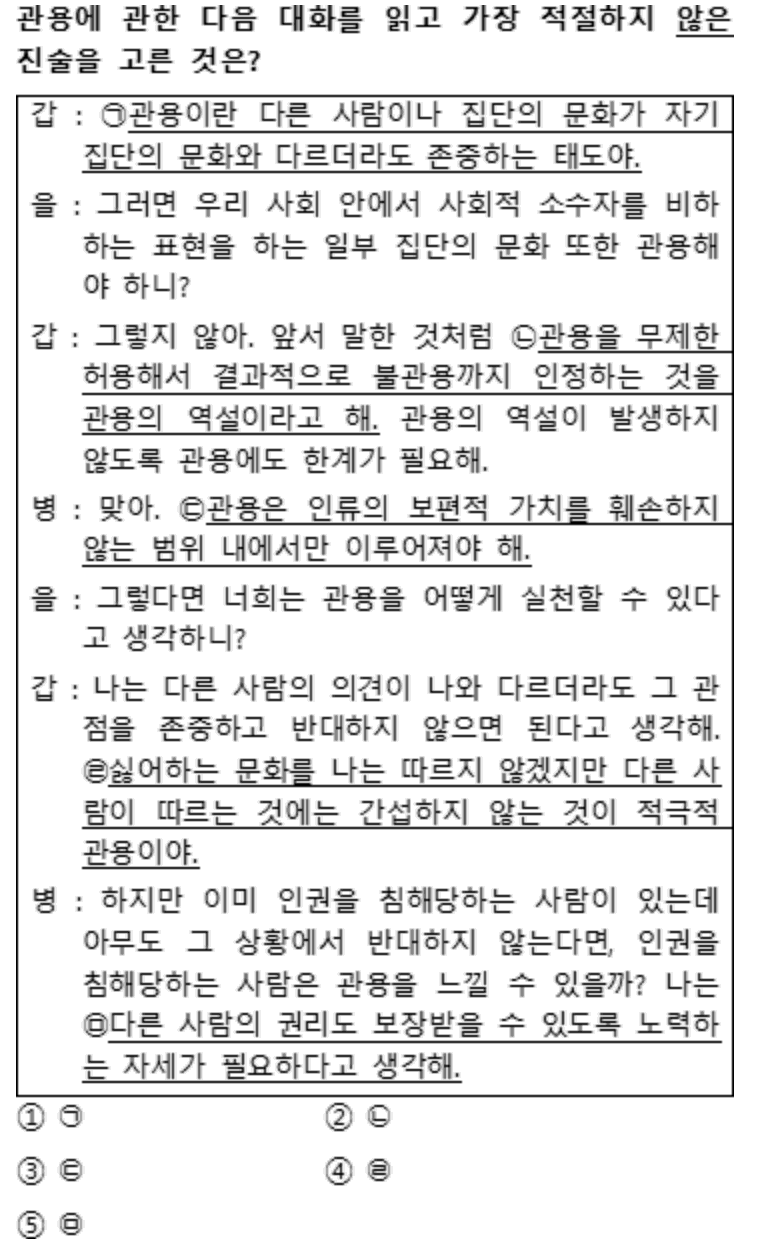 관용에 관한 다음 대화를 읽고 가장 적절하지 않은
진술을 고른 것은?
갑 : ㉠관용이란 다른 사람이나 집단의 문화가 자기
집단의 문화와 다르더라도 존중하는 태도야.
을 : 그러면 우리 사회 안에서 사회적 소수자를 비하
하는 표현을 하는 일부 집단의 문화 또한 관용해
야 하니?
갑 : 그렇지 않아. 앞서 말한 것처럼 ㉡관용을 무제한
허용해서 결과적으로 불관용까지 인정하는 것을
관용의 역설이라고 해. 관용의 역설이 발생하지
않도록 관용에도 한계가 필요해.
병 : 맞아. ㉢관용은 인류의 보편적 가치를 훼손하지
않는 범위 내에서만 이루어져야 해.
을 : 그렇다면 너희는 관용을 어떻게 실천할 수 있다
고 생각하니?
갑 : 나는 다른 사람의 의견이 나와 다르더라도 그 관
점을 존중하고 반대하지 않으면 된다고 생각해.
㉣싫어하는 문화를 나는 따르지 않겠지만 다른 사
람이 따르는 것에는 간섭하지 않는 것이 적극적
관용이야.
병 : 하지만 이미 인권을 침해당하는 사람이 있는데
아무도 그 상황에서 반대하지 않는다면, 인권을
침해당하는 사람은 관용을 느낄 수 있을까? 나는
㉤다른 사람의 권리도 보장받을 수 있도록 노력하
는 자세가 필요하다고 생각해.
① ㉠ ② ㉡
③ ㉢ ④ ㉣
⑤ ㉤